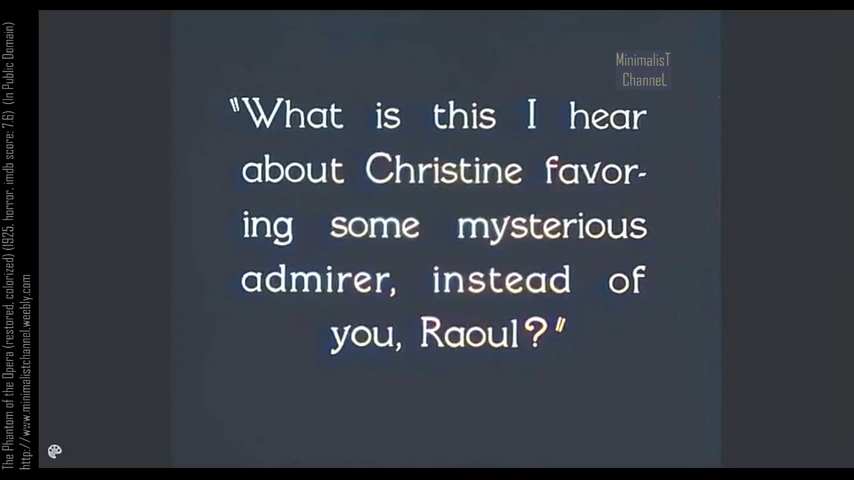 The Phantom of the Opera (restored, colorized) (1925, horror, imdb score: 7.6) (In Public Domain)
http://www.minimalistchannel.weebly.com
MinimalisT
ChanneL
"What is this I hear
about Christine favor-
ing some mysterious
admirer, instead of
you, Raoul?"